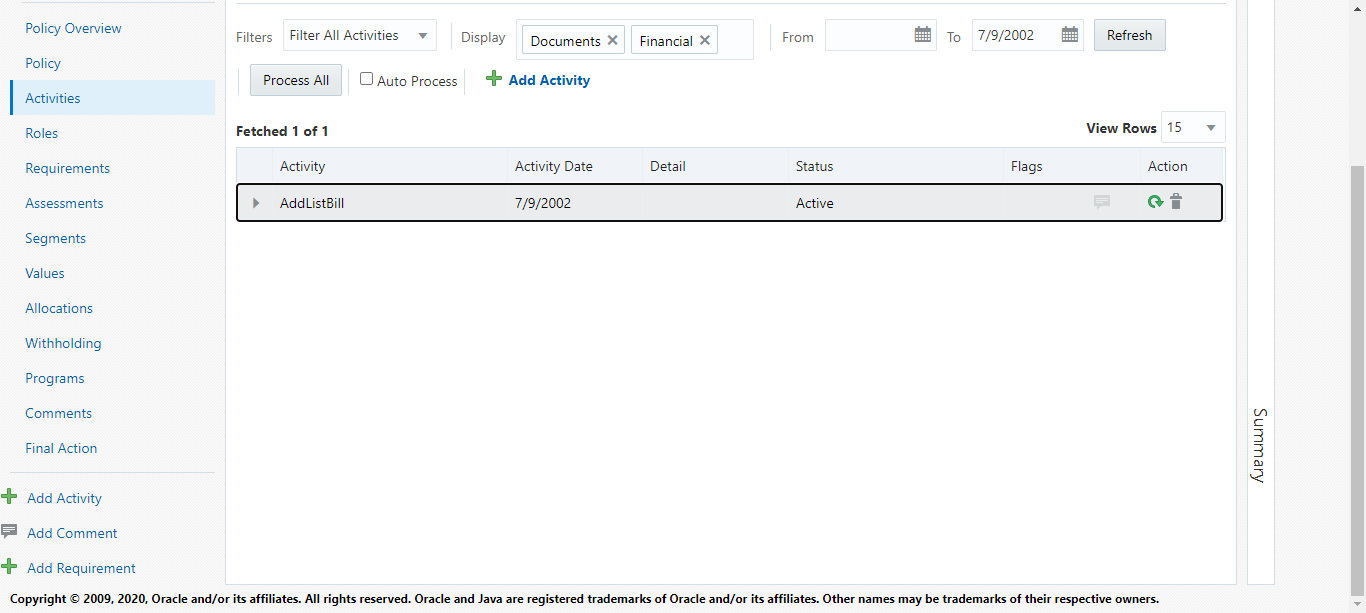 Policy Overview
Policy
Activities
Roles
Requirements
Assessments
Segments
Values
Allocations
Withholding
Programs
Comments
Final Action
Add Activity
Add Comment
Add Requirement
Filters Filter All Activities Display Documents Financial From To 7/9/2002 Refresh
Process All Auto Process Add Activity
Fetched 1 of 1 View Rows 15
Activity Activity Date Detail Status Flags Action
AddListBill 7/9/2002 Active
Summary
Copyright © 2009, 2020, Oracle and/or its affiliates. All rights reserved. Oracle and Java are registered trademarks of Oracle and/or its affiliates. Other names may be trademarks of their respective owners.